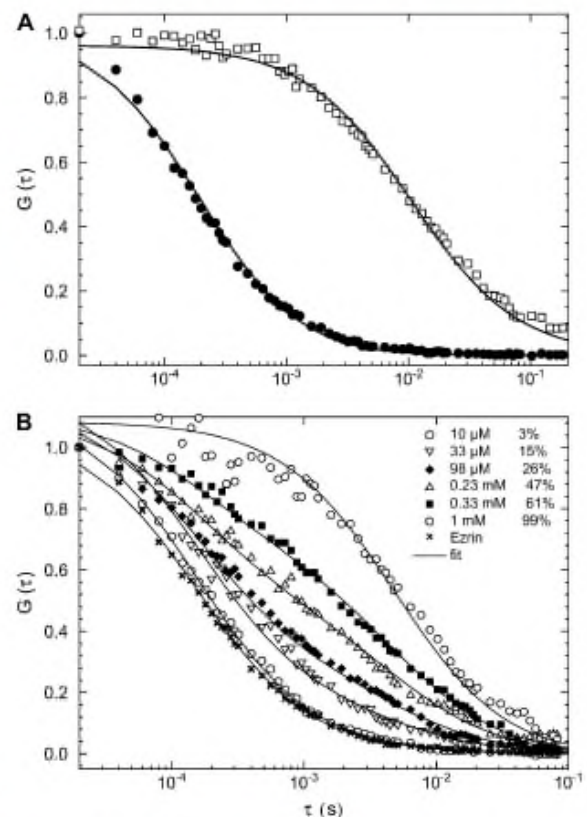 A
G (τ)
1.0
0.8
0.6
0.4
0.2
0.0
10⁻⁴ 10⁻³ 10⁻² 10⁻¹
B
G (τ)
1.0
0.8
0.6
0.4
0.2
0.0
10 µM 3%
33 µM 15%
98 µM 26%
0.23 mM 47%
0.33 mM 61%
1 mM 99%
Ezrin
fit
10⁻⁴ 10⁻³ 10⁻² 10⁻¹
τ (s)